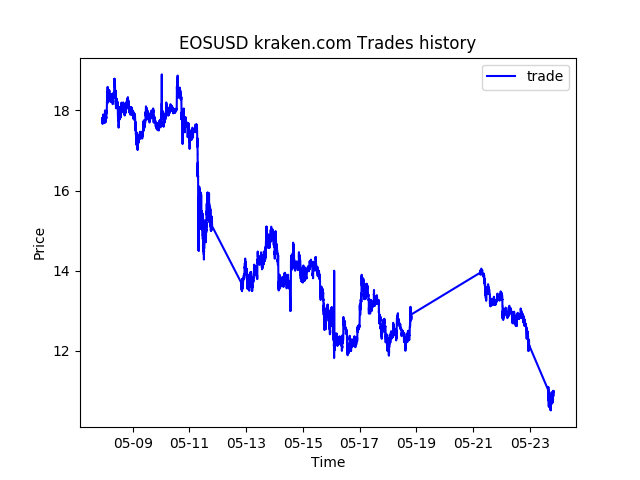 EOSUSD kraken.com Trades history
trade
18
16
14
12
Price
05-09 05-11 05-13 05-15 05-17 05-19 05-21 05-23
Time